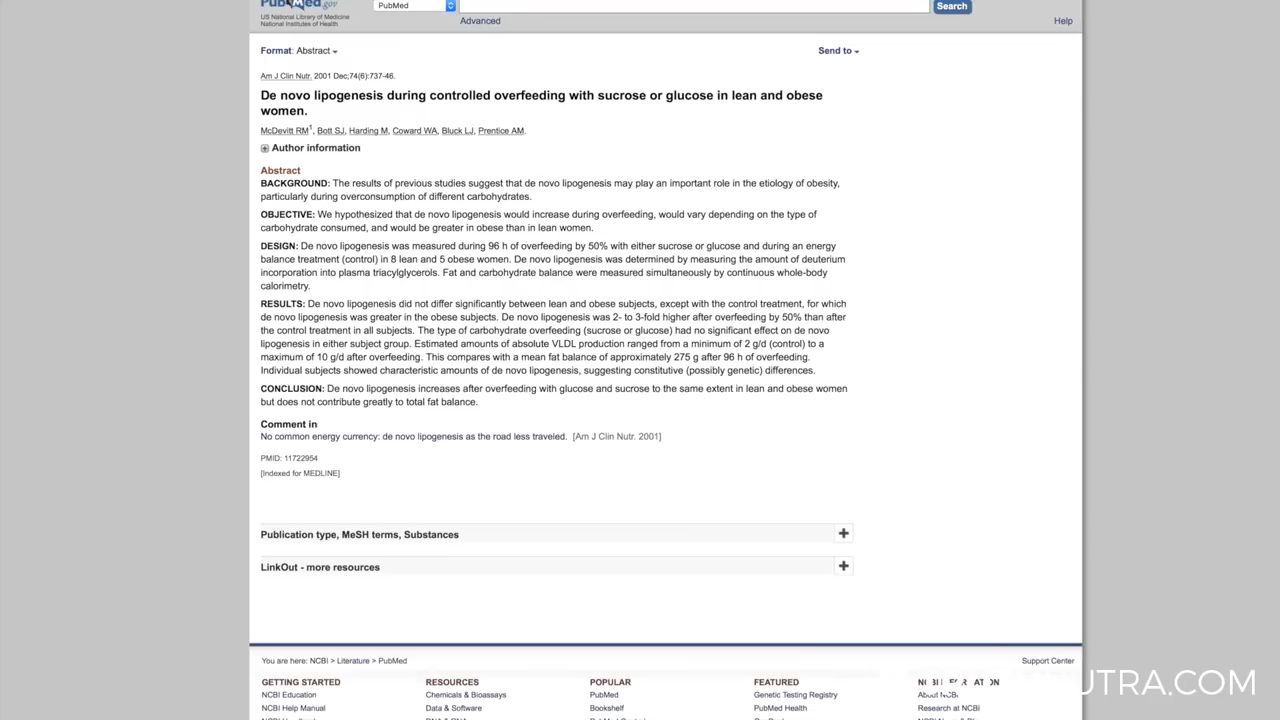 PubMed.gov
US National Library of Medicine
National Institutes of Health
PubMed
Search
Advanced
Help
Format: Abstract
Send to
Am J Clin Nutr. 2001 Dec;74(6):737-46.
De novo lipogenesis during controlled overfeeding with sucrose or glucose in lean and obese
women.
McDevitt RM1, Bott SJ, Harding M, Coward WA, Bluck LJ, Prentice AM.
Author information
Abstract
BACKGROUND: The results of previous studies suggest that de novo lipogenesis may play an important role in the etiology of obesity,
particularly during overconsumption of different carbohydrates.
OBJECTIVE: We hypothesized that de novo lipogenesis would increase during overfeeding, would vary depending on the type of
carbohydrate consumed, and would be greater in obese than in lean women.
DESIGN: De novo lipogenesis was measured during 96 h of overfeeding by 50% with either sucrose or glucose and during an energy
balance treatment (control) in 8 lean and 5 obese women. De novo lipogenesis was determined by measuring the amount of deuterium
incorporation into plasma triacylglycerols. Fat and carbohydrate balance were measured simultaneously by continuous whole-body
calorimetry.
RESULTS: De novo lipogenesis did not differ significantly between lean and obese subjects, except with the control treatment, for which
de novo lipogenesis was greater in the obese subjects. De novo lipogenesis was 2- to 3-fold higher after overfeeding by 50% than after
the control treatment in all subjects. The type of carbohydrate overfeeding (sucrose or glucose) had no significant effect on de novo
lipogenesis in either subject group. Estimated amounts of absolute VLDL production ranged from a minimum of 2 g/d (control) to a
maximum of 10 g/d after overfeeding. This compares with a mean fat balance of approximately 275 g after 96 h of overfeeding.
Individual subjects showed characteristic amounts of de novo lipogenesis, suggesting constitutive (possibly genetic) differences.
CONCLUSION: De novo lipogenesis increases after overfeeding with glucose and sucrose to the same extent in lean and obese women
but does not contribute greatly to total fat balance.
Comment in
No common energy currency: de novo lipogenesis as the road less traveled. [Am J Clin Nutr. 2001]
PMID: 11722954
[Indexed for MEDLINE]
Publication type, MeSH terms, Substances
LinkOut - more resources
You are here: NCBI > Literature > PubMed
Support Center
GETTING STARTED
RESOURCES
POPULAR
FEATURED
NCBI Education
Chemicals & Bioassays
PubMed
Genetic Testing Registry
About NCBI
NCBI Help Manual
Data & Software
Bookshelf
PubMed Health
Research at NCBI
UTRA.COM